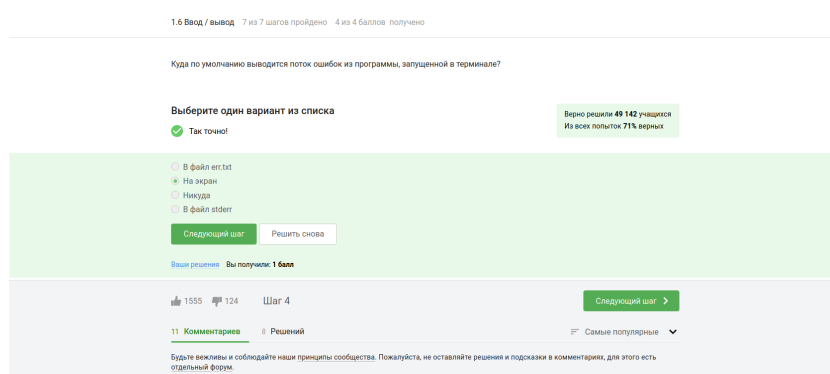 1.6 Ввод / вывод 7 из 7 шагов пройдено 4 из 4 баллов получено
Куда по умолчанию выводится поток ошибок из программы, запущенной в терминале?
Выберите один вариант из списка
Так точно!
Верно решили 49 142 учащихся
Из всех попыток 71% верных
В файл err.txt
На экран
Никуда
В файл stderr
Следующий шаг Решить снова
Ваши решения Вы получили: 1 балл
1555 124 Шаг 4 Следующий шаг
11 Комментариев 8 Решений Самые популярные
Будьте вежливы и соблюдайте наши принципы сообщества. Пожалуйста, не оставляйте решения и подсказки в комментариях, для этого есть
отдельный форум.